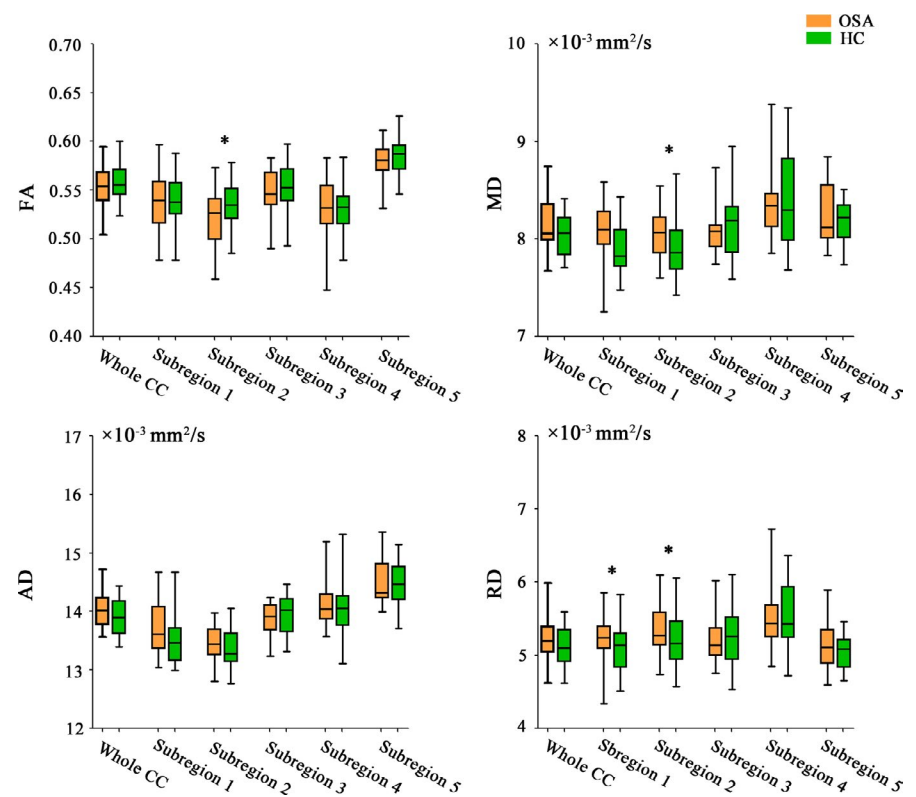 OSA
HC
0.70
0.65
0.60
0.55
0.50
0.45
0.40
FA
*
Whole CC
Subregion 1
Subregion 2
Subregion 3
Subregion 4
Subregion 5
×10⁻³ mm²/s
10
9
8
7
MD
*
Whole CC
Subregion 1
Subregion 2
Subregion 3
Subregion 4
Subregion 5
×10⁻³ mm²/s
17
16
15
14
13
12
AD
Whole CC
Subregion 1
Subregion 2
Subregion 3
Subregion 4
Subregion 5
×10⁻³ mm²/s
8
7
6
5
4
RD
*
*
Whole CC
Sbregion 1
Subregion 2
Subregion 3
Subregion 4
Subregion 5